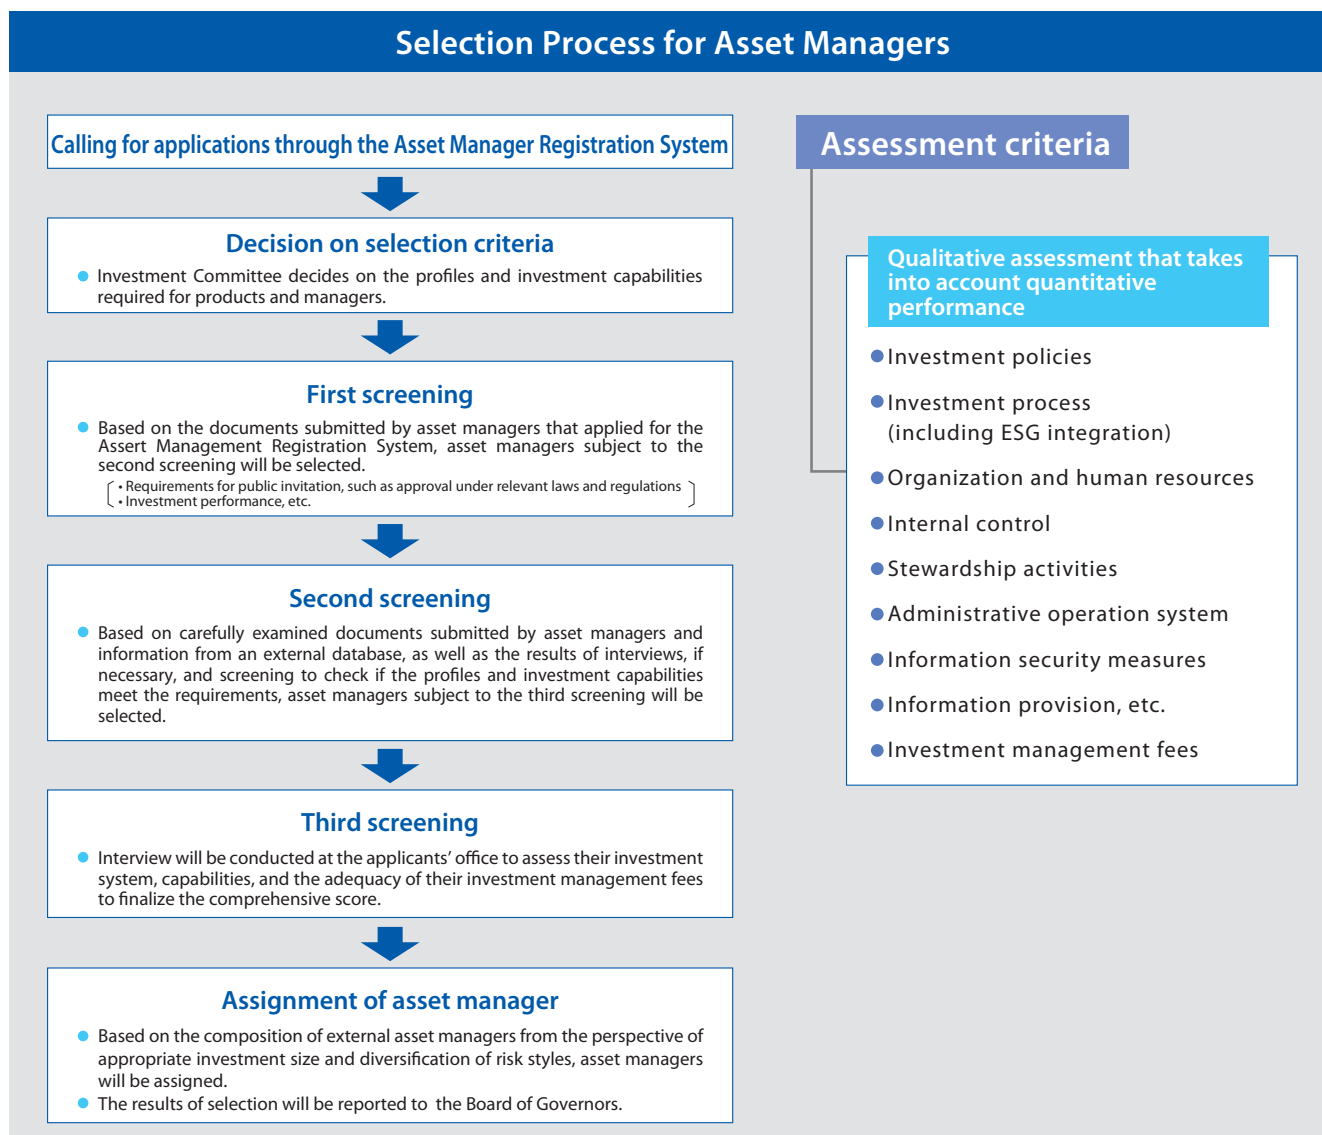 Selection Process for Asset Managers
Calling for applications through the Asset Manager Registration System
Decision on selection criteria
● Investment Committee decides on the profiles and investment capabilities
required for products and managers.
First screening
● Based on the documents submitted by asset managers that applied for the
Assert Management Registration System, asset managers subject to the
second screening will be selected.
• Requirements for public invitation, such as approval under relevant laws and regulations
• Investment performance, etc.
Second screening
● Based on carefully examined documents submitted by asset managers and
information from an external database, as well as the results of interviews, if
necessary, and screening to check if the profiles and investment capabilities
meet the requirements, asset managers subject to the third screening will be
selected.
Third screening
● Interview will be conducted at the applicants’ office to assess their investment
system, capabilities, and the adequacy of their investment management fees
to finalize the comprehensive score.
Assignment of asset manager
● Based on the composition of external asset managers from the perspective of
appropriate investment size and diversification of risk styles, asset managers
will be assigned.
● The results of selection will be reported to the Board of Governors.
Assessment criteria
Qualitative assessment that takes
into account quantitative
performance
● Investment policies
● Investment process
(including ESG integration)
● Organization and human resources
● Internal control
● Stewardship activities
● Administrative operation system
● Information security measures
● Information provision, etc.
● Investment management fees